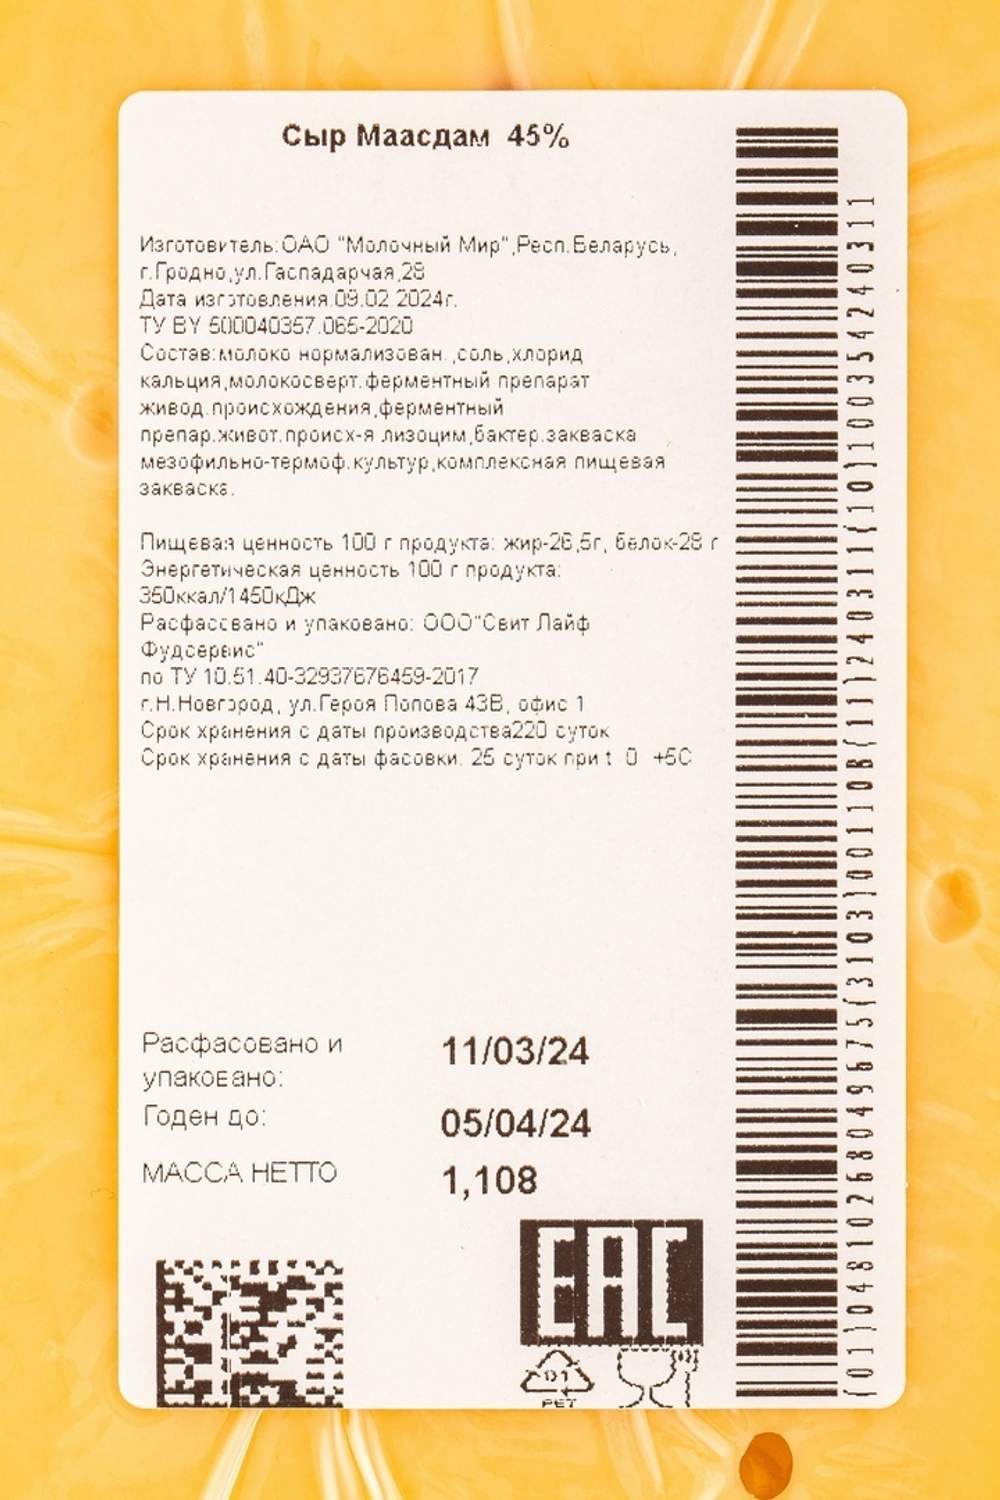 Сыр Маасдам 45%
Изготовитель:ОАО "Молочный Мир",Респ.Беларусь,
г.Гродно,ул.Гаспадарчая,28
Дата изготовления:09.02.2024г.
ТУ BY 500040357.065-2020
Состав:молоко нормализован.,соль,хлорид
кальция,молокосверт.ферментный препарат
живод.происхождения,ферментный
препар.живот.происх-я лизоцим,бактер.закваска
мезофильно-термоф.культур,комплексная пищевая
закваска.
Пищевая ценность 100 г продукта: жир-26,5г, белок-28 г
Энергетическая ценность 100 г продукта:
350ккал/1450кДж
Расфасовано и упаковано: ООО"Свит Лайф
Фудсервис"
по ТУ 10.51.40-32937676459-2017
г.Н.Новгород, ул.Героя Попова 43В, офис 1
Срок хранения с даты производства220 суток
Срок хранения с даты фасовки: 25 суток при t 0 +5С
Расфасовано и
упаковано:
11/03/24
Годен до:
05/04/24
МАССА НЕТТО
1,108
EAC
01
PET
(01)04810268049675(3103)001108(11)240311(10)100354240311